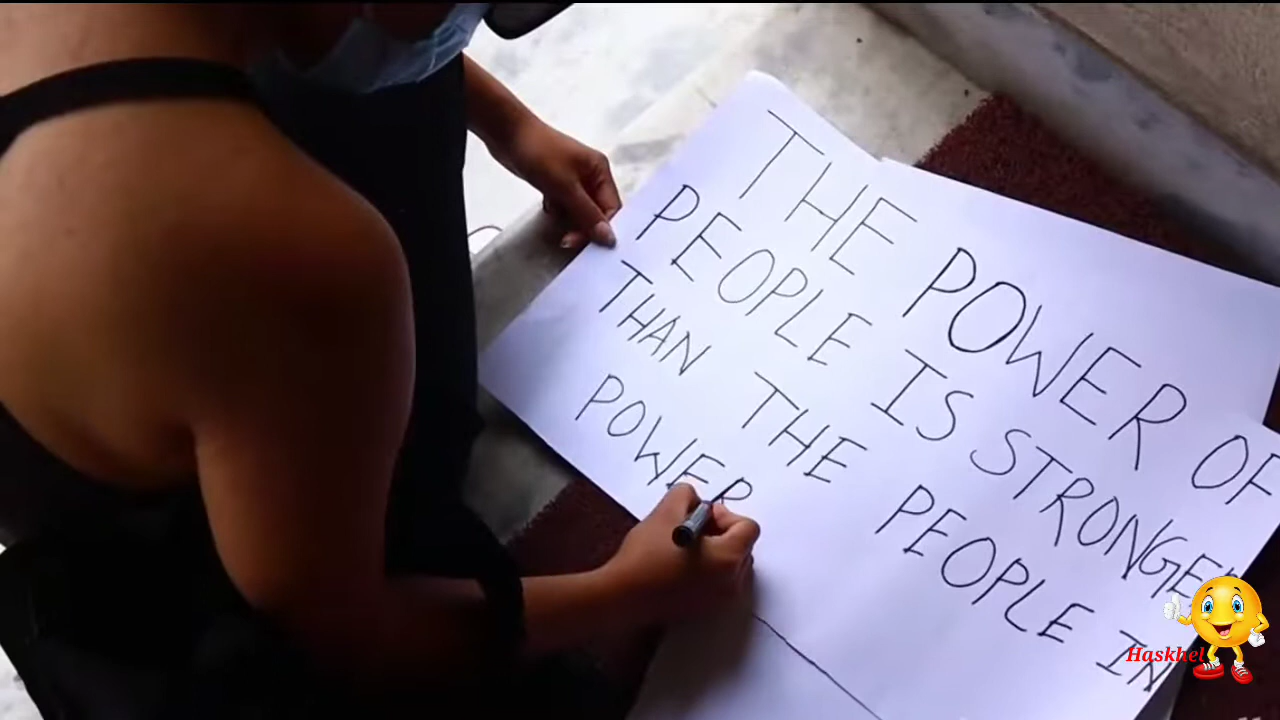 THE POWER OF
PEOPLE IS STRONGER
THAN THE PEOPLE IN
POWER
Haskhel